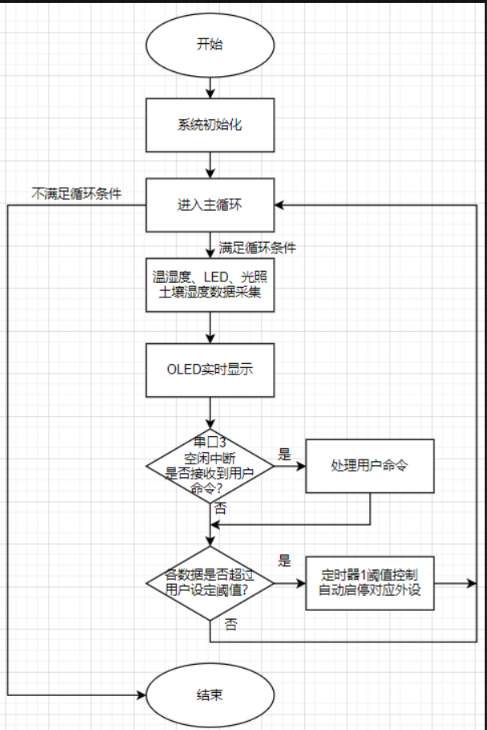 开始
系统初始化
不满足循环条件
进入主循环
满足循环条件
温湿度、LED、光照
土壤湿度数据采集
OLED实时显示
串口3
空闲中断
是否接收到用户
命令?
是
处理用户命令
否
各数据是否超过
用户设定阈值?
是
定时器1阈值控制
自动启停对应外设
否
结束